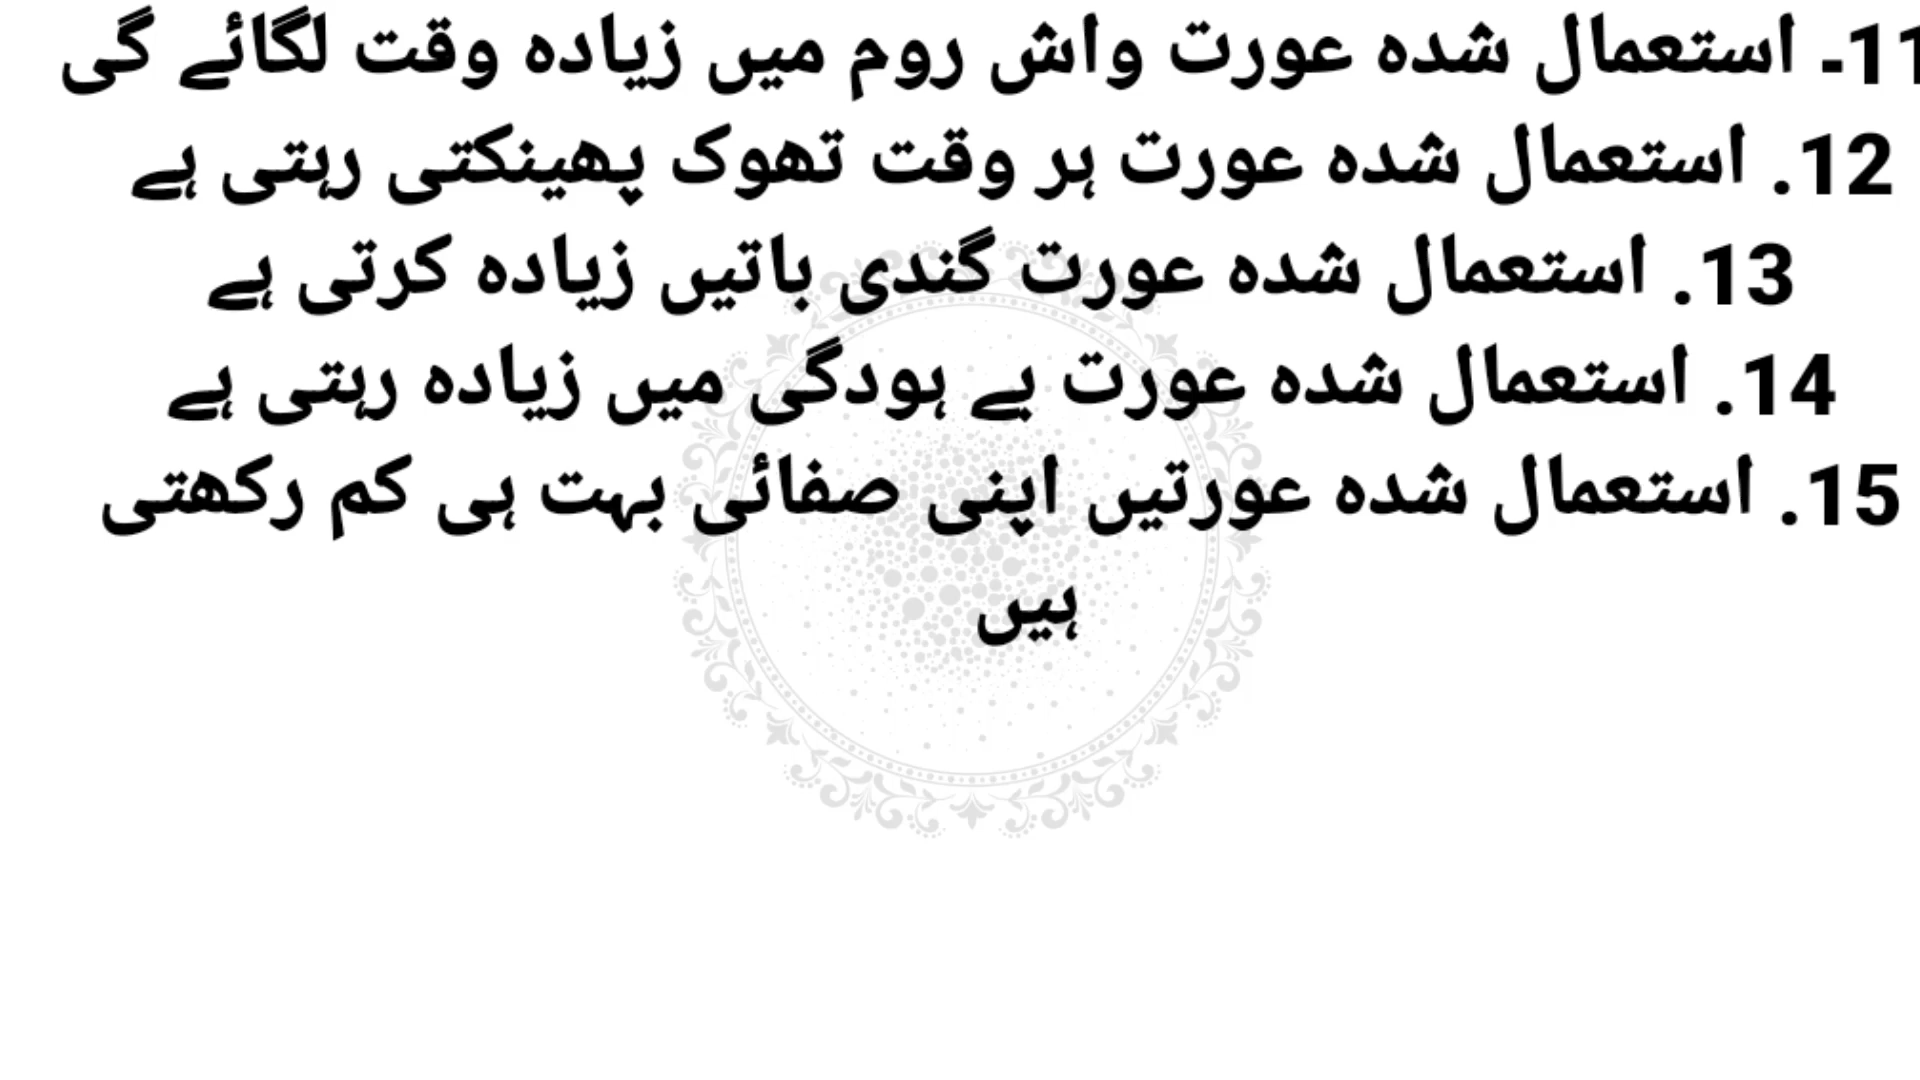 11- استعمال شدہ عورت واش روم میں زیادہ وقت لگائے گی
12. استعمال شدہ عورت ہر وقت تھوک پھینکتی رہتی ہے
13. استعمال شدہ عورت گندی باتیں زیادہ کرتی ہے
14. استعمال شدہ عورت بے ہودگی میں زیادہ رہتی ہے
15. استعمال شدہ عورتیں اپنی صفائی بہت ہی کم رکھتی
ہیں